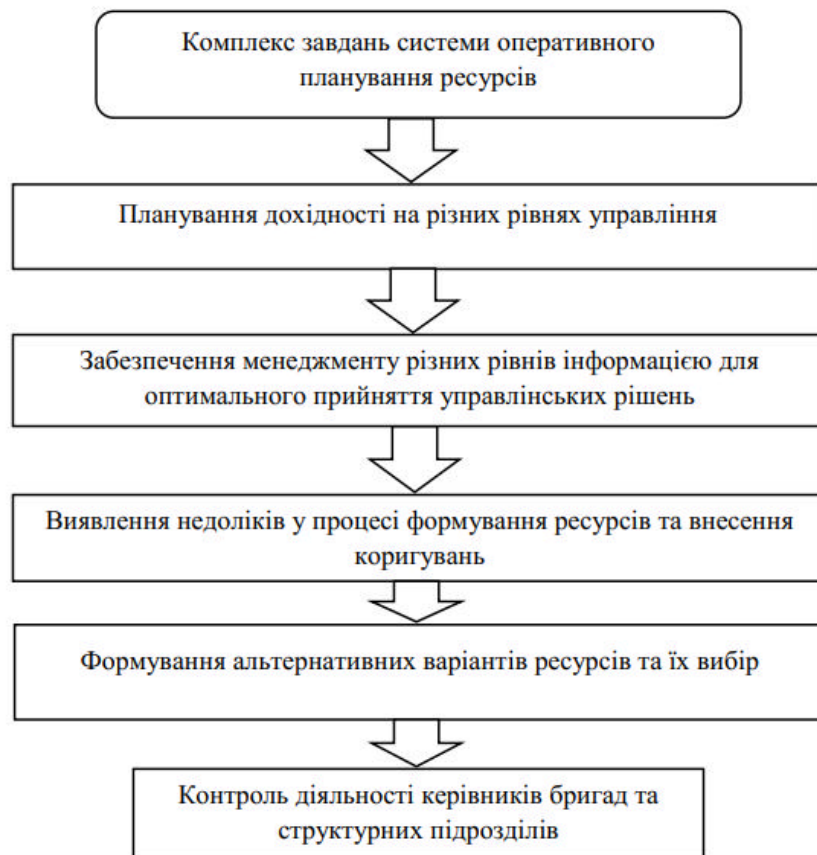 Комплекс завдань системи оперативного
планування ресурсів
Планування дохідності на різних рівнях управління
Забезпечення менеджменту різних рівнів інформацією для
оптимального прийняття управлінських рішень
Виявлення недоліків у процесі формування ресурсів та внесення
коригувань
Формування альтернативних варіантів ресурсів та їх вибір
Контроль діяльності керівників бригад та
структурних підрозділів